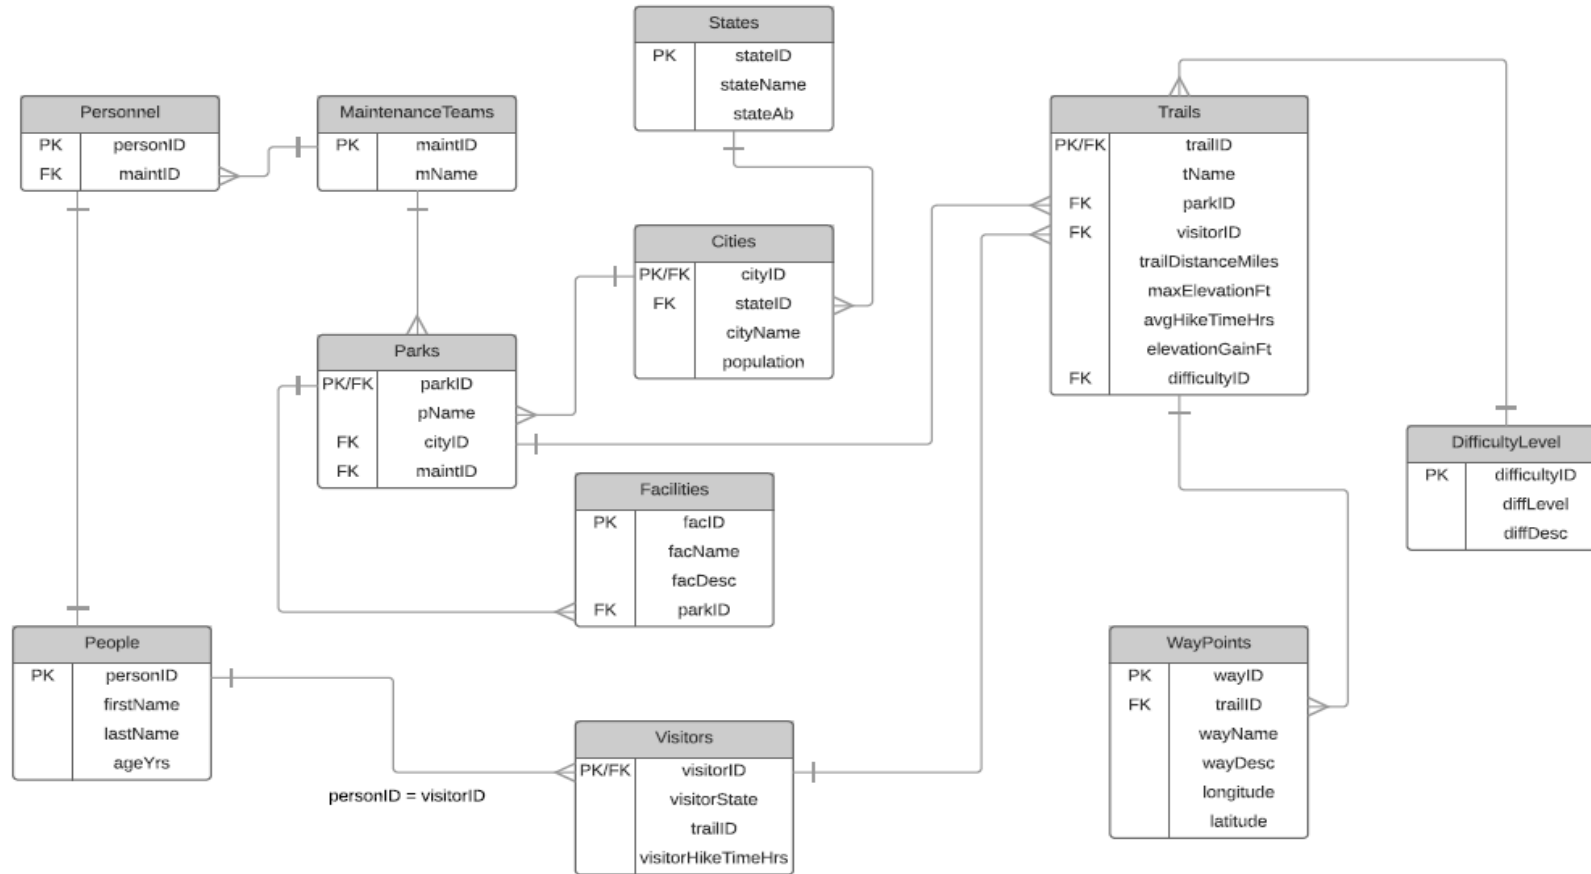 States
PK stateID
stateName
stateAb
Personnel
PK personID
FK maintID
MaintenanceTeams
PK maintID
mName
Trails
PK/FK trailID
tName
FK parkID
FK visitorID
trailDistanceMiles
maxElevationFt
avgHikeTimeHrs
elevationGainFt
FK difficultyID
Cities
PK/FK cityID
FK stateID
cityName
population
Parks
PK/FK parkID
pName
FK cityID
FK maintID
DifficultyLevel
PK difficultyID
diffLevel
diffDesc
Facilities
PK facID
facName
facDesc
FK parkID
People
PK personID
firstName
lastName
ageYrs
WayPoints
PK wayID
FK trailID
wayName
wayDesc
longitude
latitude
personID = visitorID
Visitors
PK/FK visitorID
visitorState
trailID
visitorHikeTimeHrs